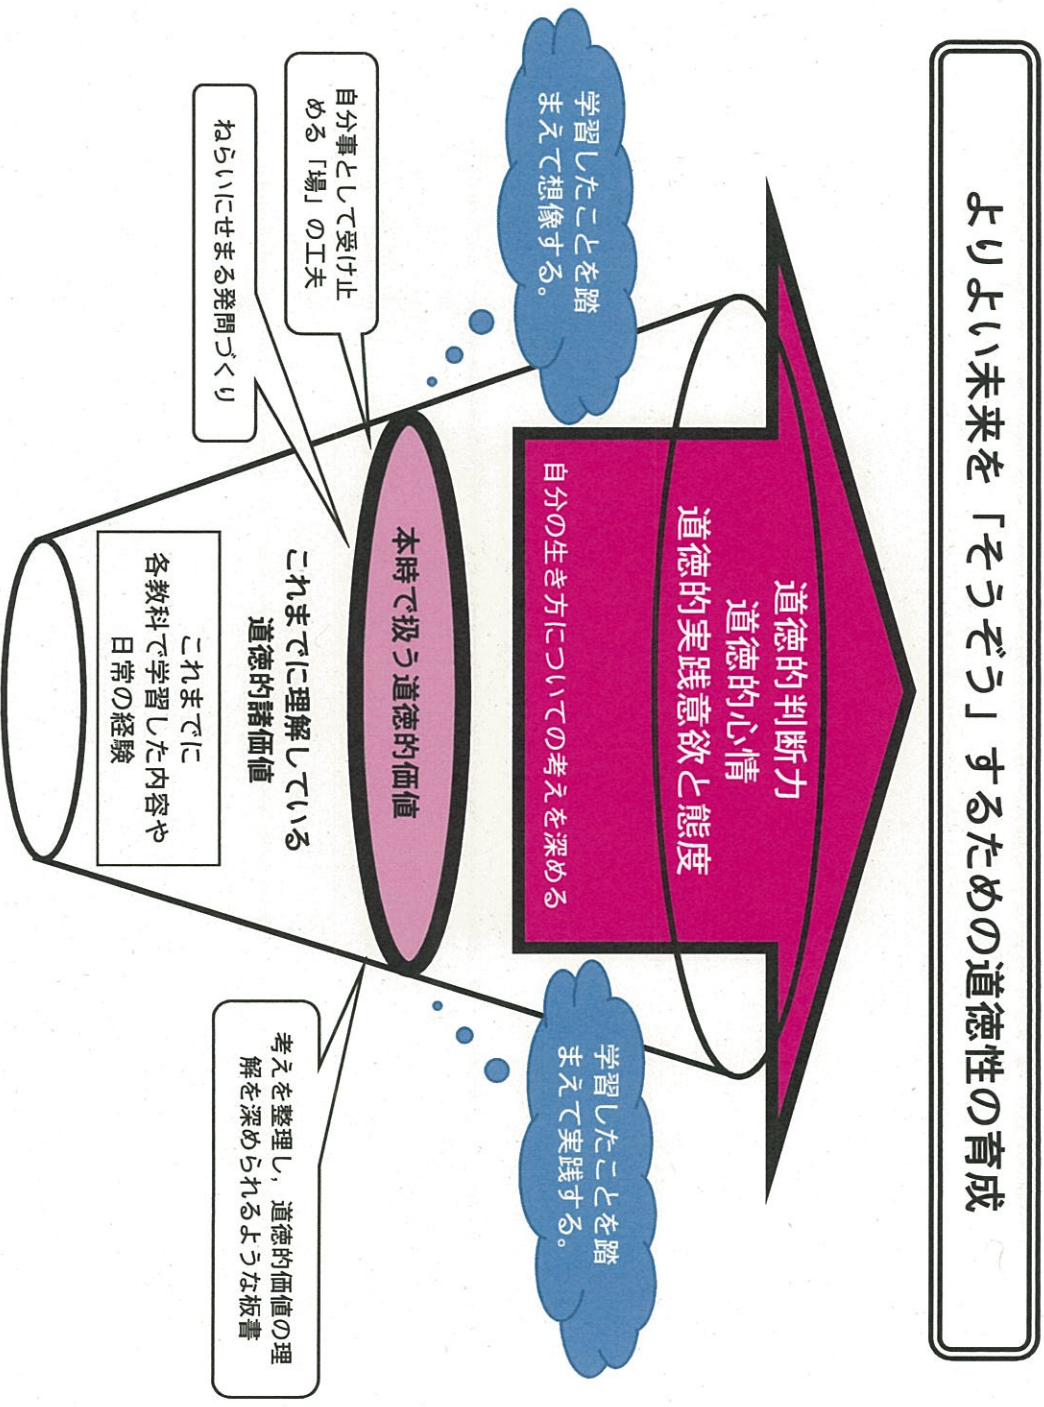 よりよい未来を「そうぞう」するための道徳性の育成
道徳的判断力
道徳的心情
道徳的実践意欲と態度
自分の生き方についての考えを深める
学習したことを踏
まえて想像する。
学習したことを踏
まえて実践する。
本時で扱う道徳的価値
自分事として受け止
める「場」の工夫
ねらいにせまる発問づくり
これまでに理解している
道徳的諸価値
考えを整理し，道徳的価値の理
解を深められるような板書
これまでに
各教科で学習した内容や
日常の経験